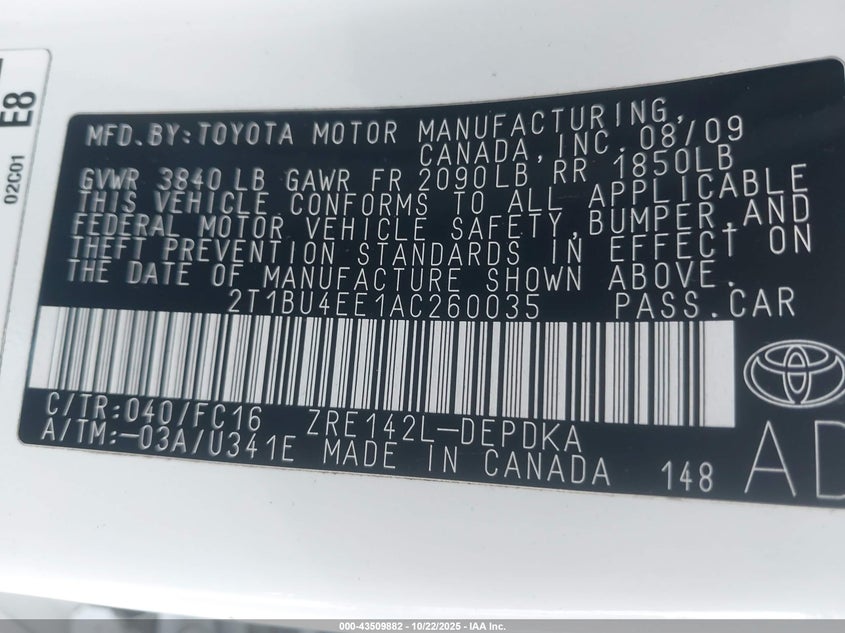 E8
02C01
MFD.BY:TOYOTA MOTOR MANUFACTURING,
CANADA,INC. 08/09
GVWR 3840 LB GAWR FR 2090LB RR 1850LB
THIS VEHICLE CONFORMS TO ALL APPLICABLE
FEDERAL MOTOR VEHICLE SAFETY,BUMPER,AND
THEFT PREVENTION STANDARDS IN EFFECT ON
THE DATE OF MANUFACTURE SHOWN ABOVE.
2T1BU4EE1AC260035 PASS.CAR
C/TR:040/FC16 ZRE142L-DEPDKA
A/TM:-03A/U341E MADE IN CANADA 148 AD
000-43509882 - 10/22/2025 - IAA Inc.